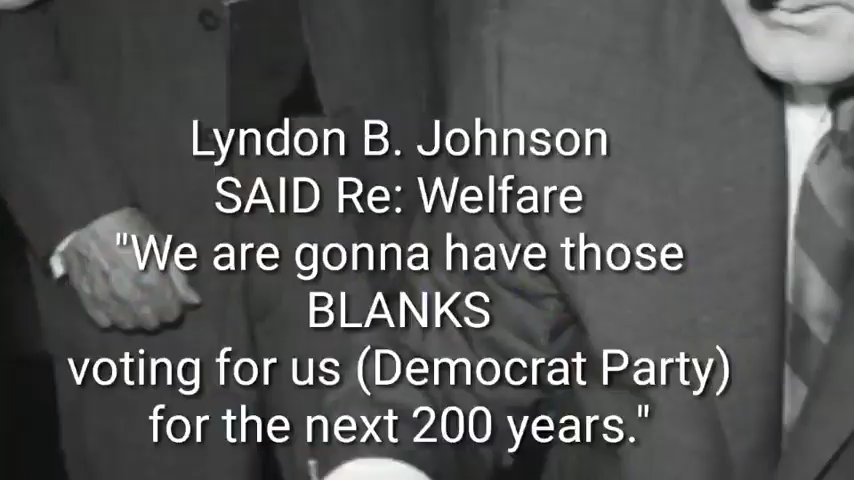 Lyndon B. Johnson
SAID Re: Welfare
"We are gonna have those
BLANKS
voting for us (Democrat Party)
for the next 200 years."